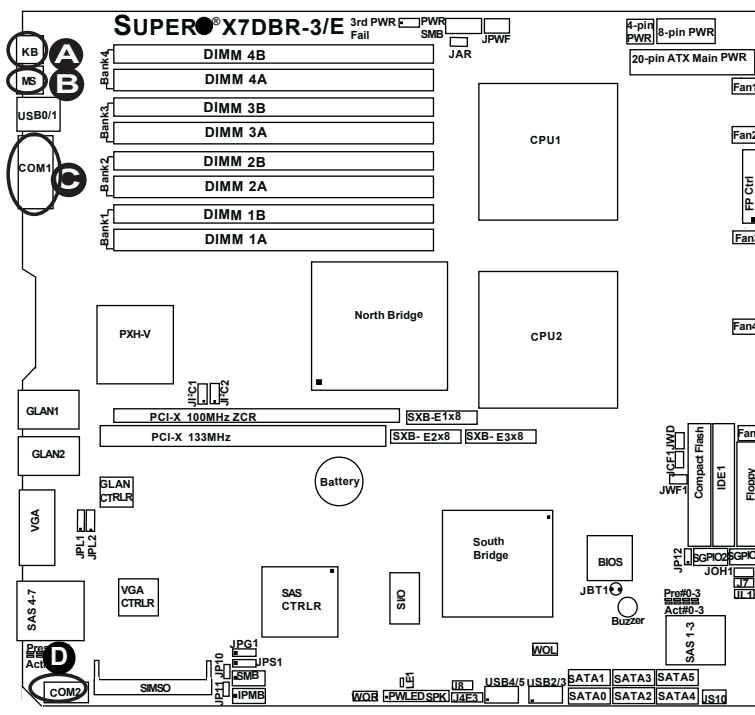 SUPER® X7DBR-3/E
3rd PWR Fail
PWR SMB
JPWF
JAR
4-pin PWR
8-pin PWR
20-pin ATX Main PWR
KB
A
MS
B
USB0/1
COM1
C
Bank4
DIMM 4B
DIMM 4A
Bank3
DIMM 3B
DIMM 3A
Bank2
DIMM 2B
DIMM 2A
Bank1
DIMM 1B
DIMM 1A
CPU1
Fan1
Fan2
FP Ctrl
Fan3
PXH-V
North Bridge
CPU2
Fan4
JI²C1
JI²C2
GLAN1
PCI-X 100MHz ZCR
SXB-E1x8
PCI-X 133MHz
SXB- E2x8
SXB- E3x8
GLAN2
JWD
JCF1
JWF1
Compact Flash
IDE1
Floppy
Fan
GLAN CTRLR
Battery
VGA
JPL1
JPL2
South Bridge
BIOS
JP12
SGPIO2
SGPIO
JOH1
J7
JL1
SAS 4-7
VGA CTRLR
SAS CTRLR
SI/O
JBT1
Buzzer
Pre#0-3
Act#0-3
SAS 1-3
Pres
Act
D
COM2
SIMSO
JPG1
JPS1
JP10
SMB
JP11
IPMB
WOL
LE1
WOR
PWLED
SPK
J8
J4E3
USB4/5
USB2/3
SATA1
SATA3
SATA5
SATA0
SATA2
SATA4
JS10